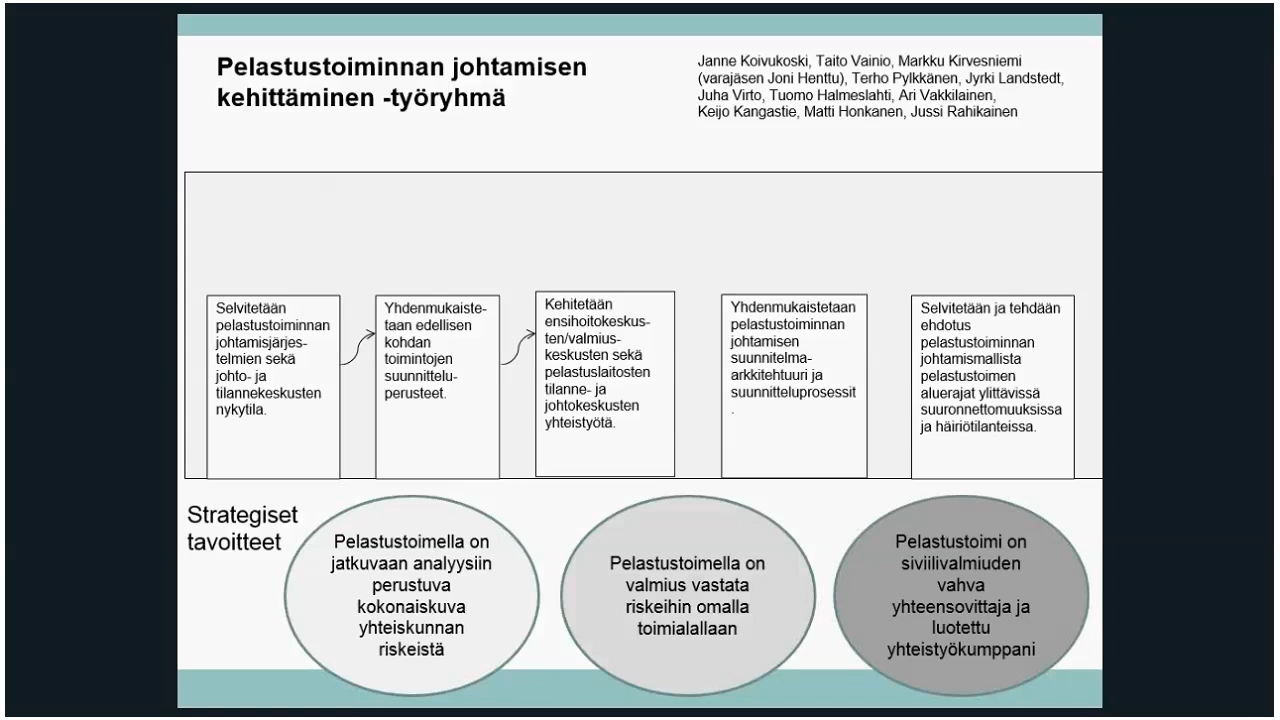 Pelastustoiminnan johtamisen
kehittäminen -työryhmä
Janne Koivukoski, Taito Vainio, Markku Kirvesniemi
(varajäsen Joni Henttu), Terho Pylkkänen, Jyrki Landstedt,
Juha Virto, Tuomo Halmeslahti, Ari Vakkilainen,
Keijo Kangastie, Matti Honkanen, Jussi Rahikainen
Selvitetään
pelastustoiminnan
johtamisjärjes-
telmien sekä
johto- ja
tilannekeskusten
nykytila.
Yhdenmukaiste-
taan edellisen
kohdan
toimintojen
suunnittelu-
perusteet.
Kehitetään
ensihoitokeskus-
ten/valmius-
keskusten sekä
pelastuslaitosten
tilanne- ja
johtokeskusten
yhteistyötä.
Yhdenmukaistetaan
pelastustoiminnan
johtamisen
suunnitelma-
arkkitehtuuri ja
suunnitteluprosessit
.
Selvitetään ja tehdään
ehdotus
pelastustoiminnan
johtamismallista
pelastustoimen
aluerajat ylittävissä
suuronnettomuuksissa
ja häiriötilanteissa.
Strategiset
tavoitteet
Pelastustoimella on
jatkuvaan analyysiin
perustuva
kokonaiskuva
yhteiskunnan
riskeistä
Pelastustoimella on
valmius vastata
riskeihin omalla
toimialallaan
Pelastustoimi on
siviilivalmiuden
vahva
yhteensovittaja ja
luotettu
yhteistyökumppani